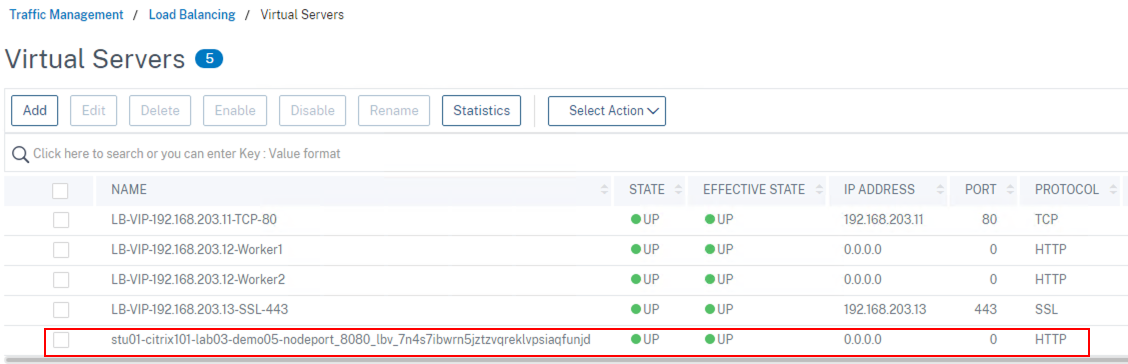 Traffic Management / Load Balancing / Virtual Servers
Virtual Servers 5
Add Edit Delete Enable Disable Rename Statistics Select Action
Click here to search or you can enter Key : Value format
NAME STATE EFFECTIVE STATE IP ADDRESS PORT PROTOCOL
LB-VIP-192.168.203.11-TCP-80 UP UP 192.168.203.11 80 TCP
LB-VIP-192.168.203.12-Worker1 UP UP 0.0.0.0 0 HTTP
LB-VIP-192.168.203.12-Worker2 UP UP 0.0.0.0 0 HTTP
LB-VIP-192.168.203.13-SSL-443 UP UP 192.168.203.13 443 SSL
stu01-citrix101-lab03-demo05-nodeport_8080_lbv_7n4s7ibwrn5jztzvqreklvpsiaqfunjd UP UP 0.0.0.0 0 HTTP